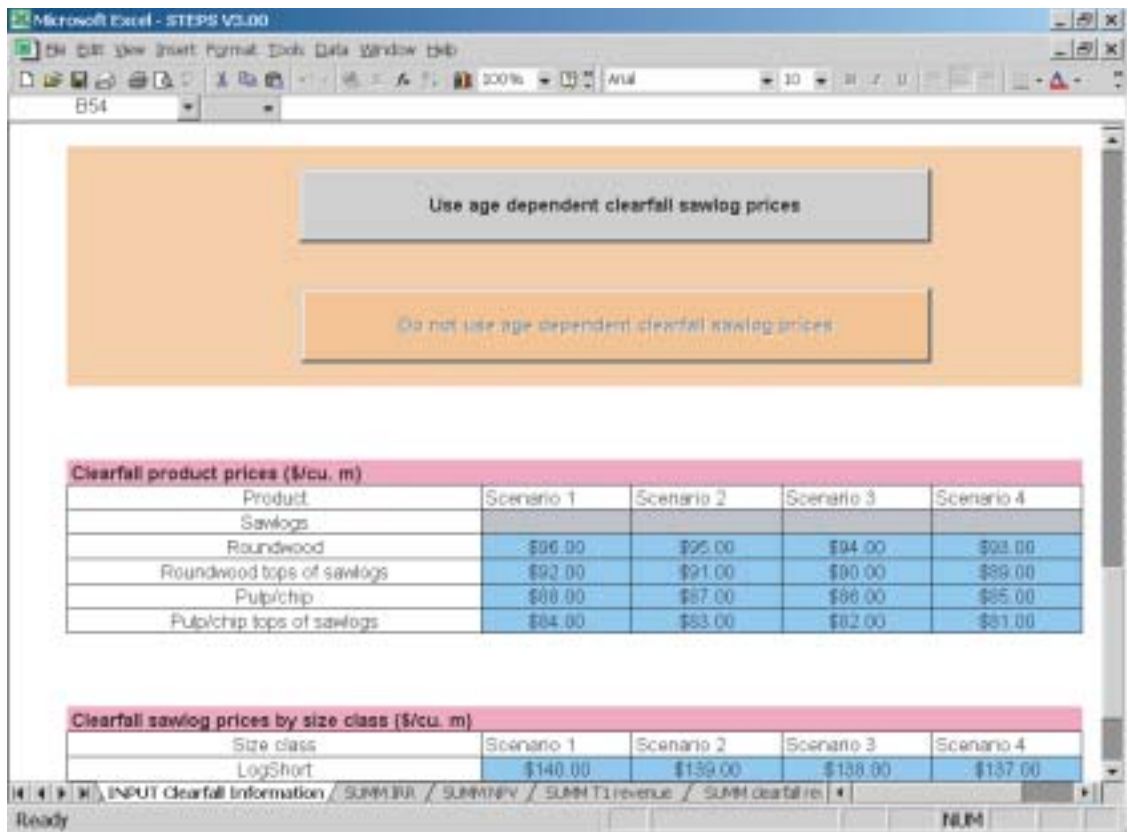 Microsoft Excel - STEPS V3.00
File Edit View Insert Format Tools Data Window Help
100% Arial 10
B54 =
Use age dependent clearfall sawlog prices
Do not use age dependent clearfall sawlog prices
Clearfall product prices ($/cu. m)
Product Scenario 1 Scenario 2 Scenario 3 Scenario 4
Sawlogs
Roundwood $96.00 $95.00 $94.00 $93.00
Roundwood tops of sawlogs $92.00 $91.00 $90.00 $89.00
Pulp/chip $88.00 $87.00 $86.00 $85.00
Pulp/chip tops of sawlogs $84.00 $83.00 $82.00 $81.00
Clearfall sawlog prices by size class ($/cu. m)
Size class Scenario 1 Scenario 2 Scenario 3 Scenario 4
LogShort $140.00 $139.00 $138.00 $137.00
INPUT Clearfall Information / SUMM IRR / SUMM NPV / SUMM T1 revenue / SUMM clearfall re
Ready NUM